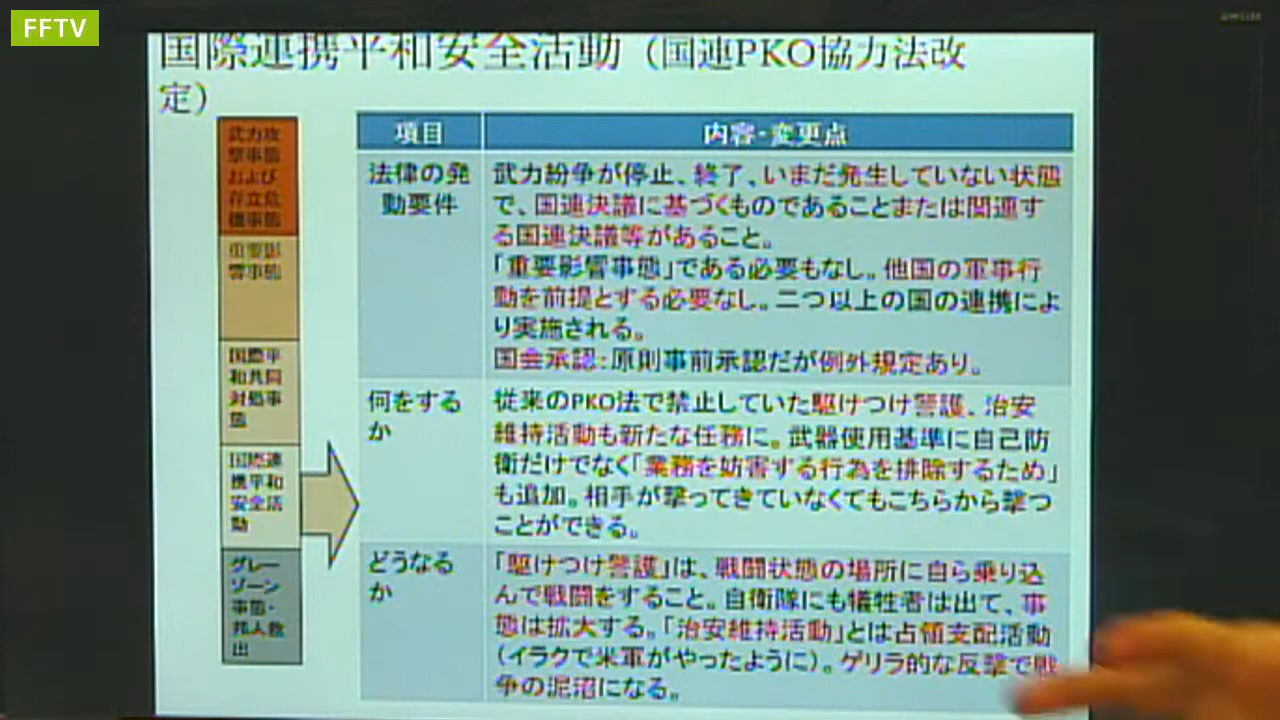 FFTV
国際連携平和安全活動（国連PKO協力法改
定）
武力攻
撃事態
および
存立危
機事態
重要影
響事態
国際平
和共同
対処事
態
国際連
携平和
安全活
動
グレー
ゾーン
事態・
邦人救
出
項目
内容・変更点
法律の発
動要件
武力紛争が停止、終了、いまだ発生していない状態
で、国連決議に基づくものであることまたは関連す
る国連決議等があること。
「重要影響事態」である必要もなし。他国の軍事行
動を前提とする必要なし。二つ以上の国の連携によ
り実施される。
国会承認：原則事前承認だが例外規定あり。
何をする
か
従来のPKO法で禁止していた駆けつけ警護、治安
維持活動も新たな任務に。武器使用基準に自己防
衛だけでなく「業務を妨害する行為を排除するため」
も追加。相手が撃ってきていなくてもこちらから撃つ
ことができる。
どうなる
か
「駆けつけ警護」は、戦闘状態の場所に自ら乗り込
んで戦闘をすること。自衛隊にも犠牲者は出て、事
態は拡大する。「治安維持活動」とは占領支配活動
（イラクで米軍がやったように）。ゲリラ的な反撃で戦
争の泥沼になる。